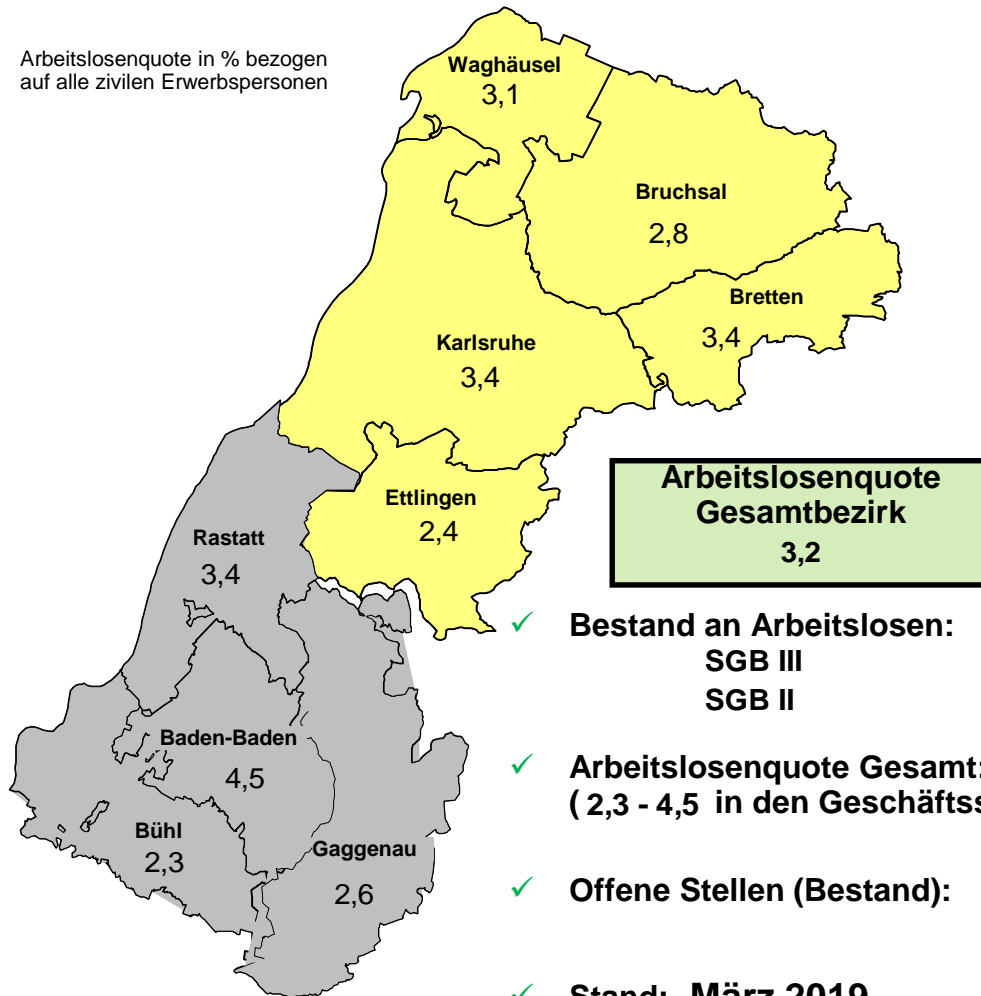 Arbeitslosenquote in % bezogen
auf alle zivilen Erwerbspersonen
Waghäusel
3,1
Bruchsal
2,8
Bretten
3,4
Karlsruhe
3,4
Ettlingen
2,4
Rastatt
3,4
Baden-Baden
4,5
Bühl
2,3
Gaggenau
2,6
Arbeitslosenquote
Gesamtbezirk
3,2
✓ Bestand an Arbeitslosen:
SGB III
SGB II
✓ Arbeitslosenquote Gesamt:
( 2,3 - 4,5 in den Geschäftss
✓ Offene Stellen (Bestand):
✓ Stand: März 2019